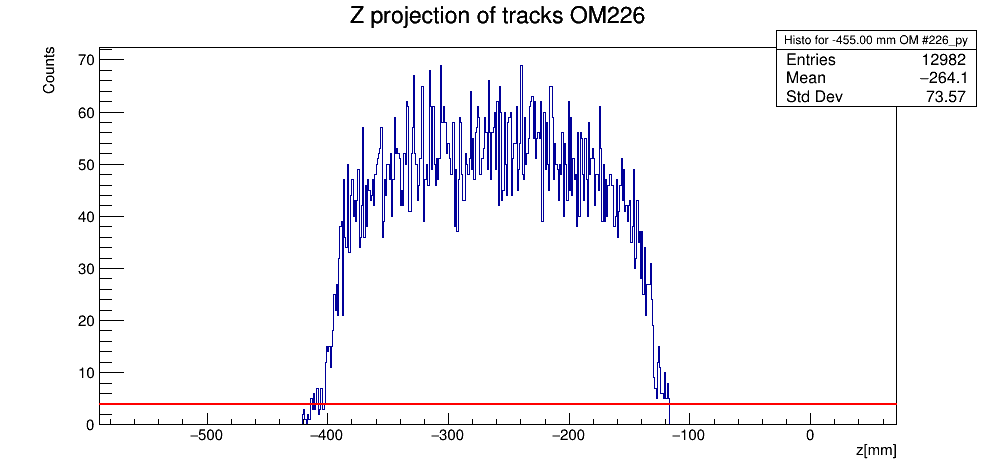 Z projection of tracks OM226
Histo for -455.00 mm OM #226_py
Entries 12982
Mean −264.1
Std Dev 73.57
Counts
70
60
50
40
30
20
10
0
−500 −400 −300 −200 −100 0
z[mm]